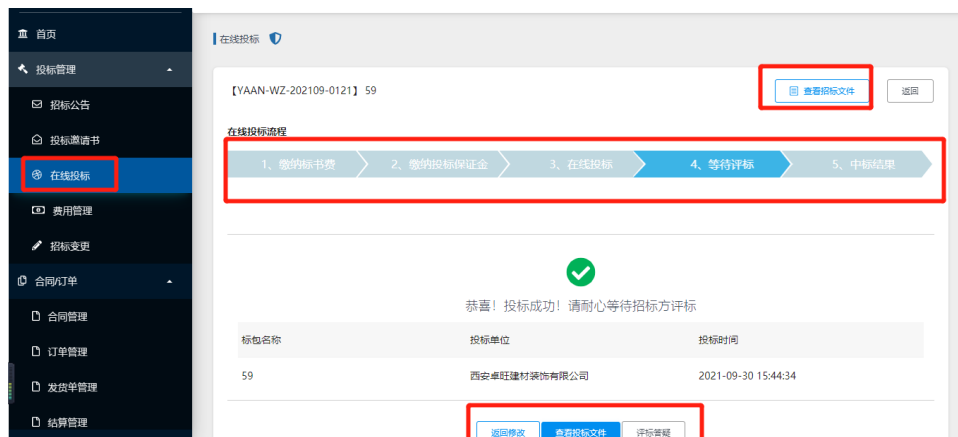 首页
投标管理
招标公告
投标邀请书
在线投标
费用管理
招标变更
合同/订单
合同管理
订单管理
发货单管理
结算管理
在线投标
【YAAN-WZ-202109-0121】59
查看招标文件
返回
在线投标流程
1、缴纳标书费
2、缴纳投标保证金
3、在线投标
4、等待评标
5、中标结果
恭喜！投标成功！请耐心等待招标方评标
标包名称 投标单位 投标时间
59 西安卓旺建材装饰有限公司 2021-09-30 15:44:34
返回修改 查看投标文件 评标答疑